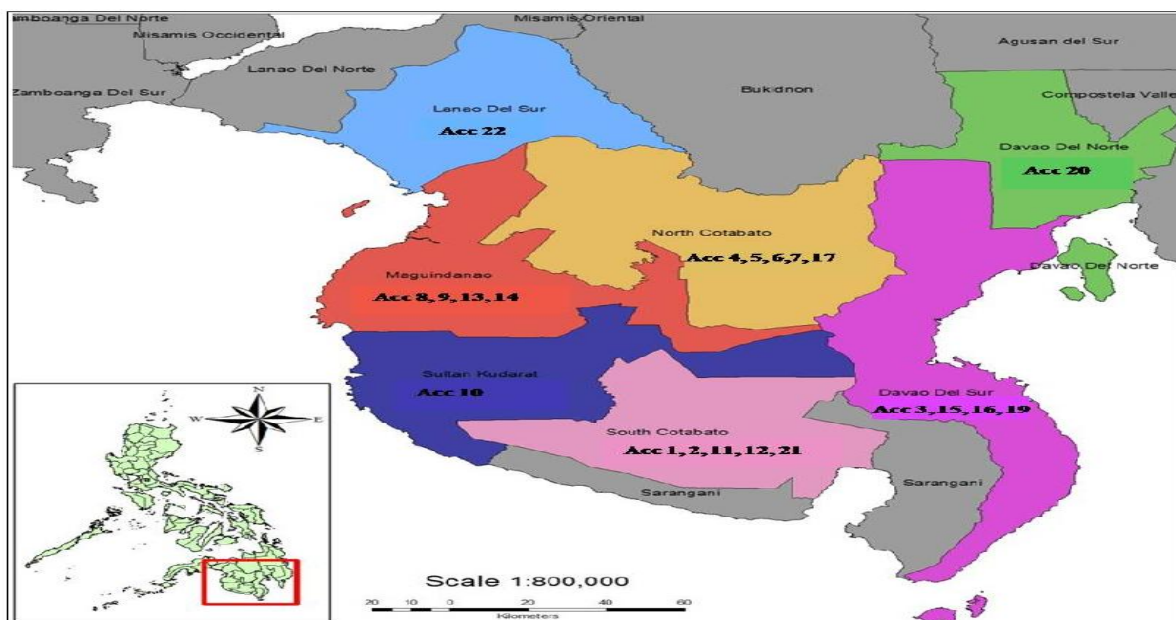 amboanga Del Norte
Misamis Oriental
Misamis Occidental
Agusan del Sur
Lanao Del Norte
Zamboanga Del Sur
Bukidnon
Compostela Valle
Lanao Del Sur
Acc 22
Davao Del Norte
Acc 20
North Cotabato
Acc 4, 5, 6, 7, 17
Davao Del Norte
Maguindanao
Acc 8, 9, 13, 14
Sultan Kudarat
Acc 10
Davao Del Sur
Acc 3, 15, 16, 19
South Cotabato
Acc 1, 2, 11, 12, 21
Sarangani
Sarangani
N
W E
S
Scale 1:800,000
20 10 0 20 40 60
Kilometers